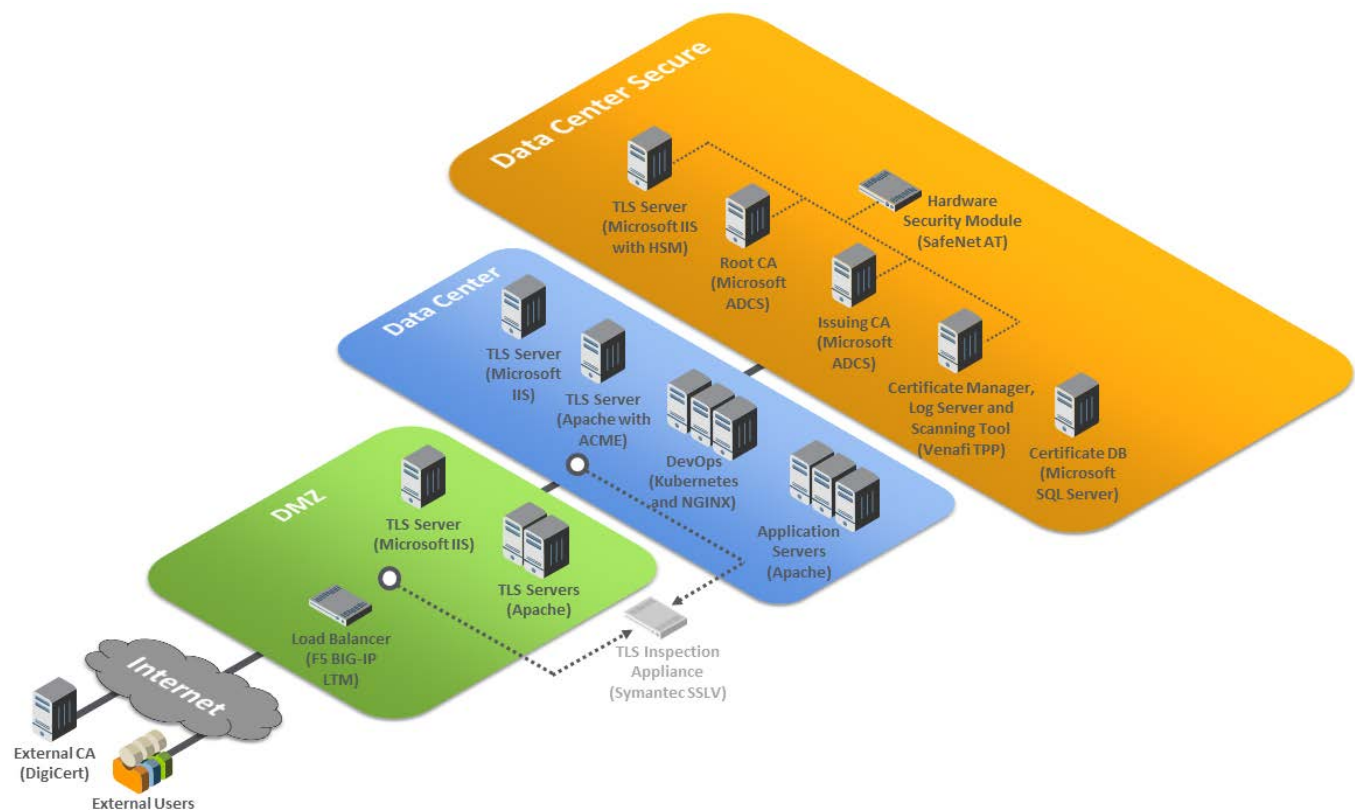 Data Center Secure
TLS Server
(Microsoft IIS
with HSM)
Root CA
(Microsoft
ADCS)
Hardware
Security Module
(SafeNet AT)
Issuing CA
(Microsoft
ADCS)
Certificate Manager,
Log Server and
Scanning Tool
(Venafi TPP)
Certificate DB
(Microsoft
SQL Server)
Data Center
TLS Server
(Microsoft
IIS)
TLS Server
(Apache with
ACME)
DevOps
(Kubernetes
and NGINX)
Application
Servers
(Apache)
DMZ
TLS Server
(Microsoft IIS)
TLS Servers
(Apache)
Load Balancer
(F5 BIG-IP
LTM)
TLS Inspection
Appliance
(Symantec SSLV)
Internet
External CA
(DigiCert)
External Users